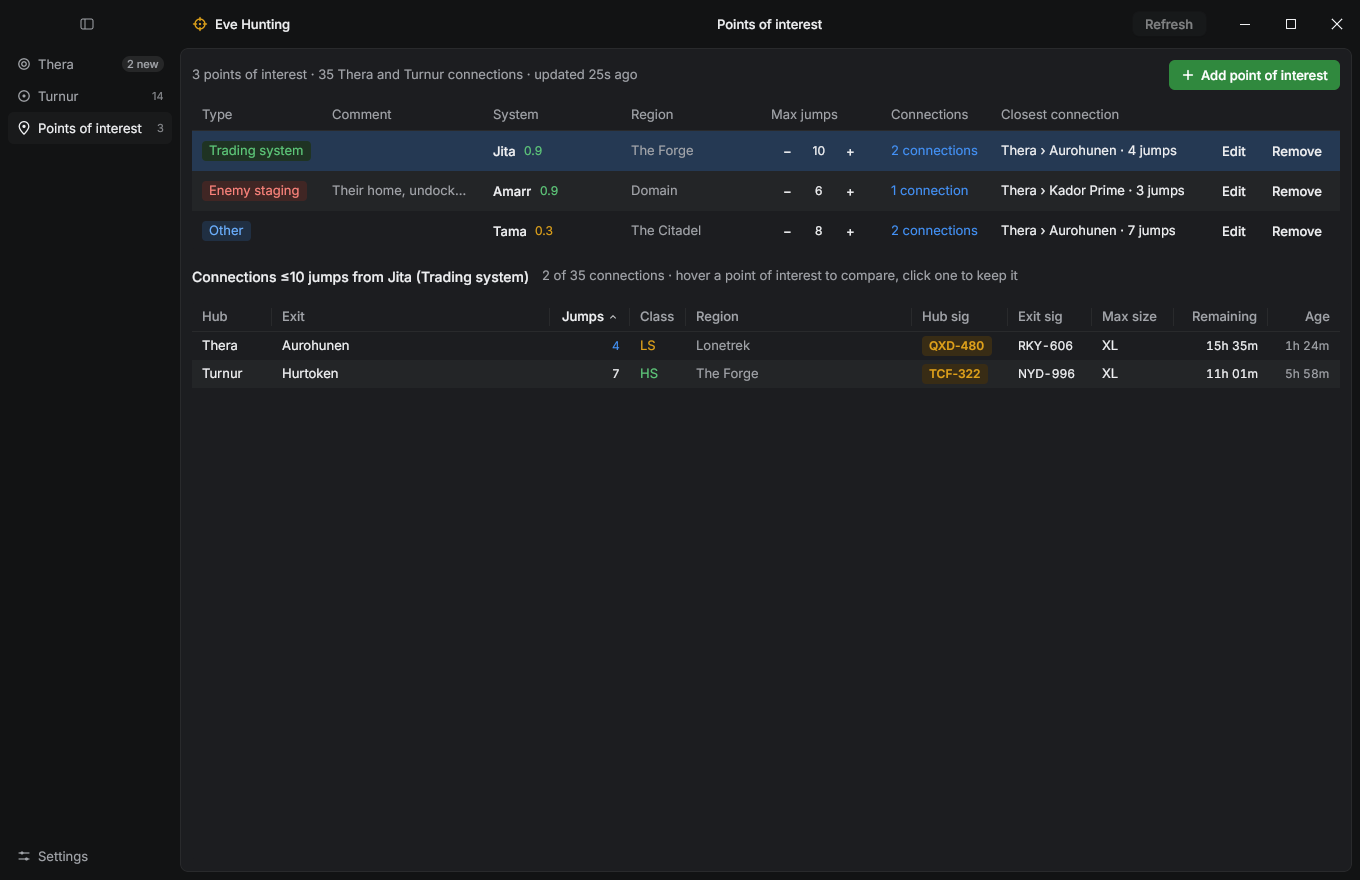 Eve Hunting Points of interest Refresh
Thera 2 new
Turnur 14
Points of interest 3
3 points of interest · 35 Thera and Turnur connections · updated 25s ago + Add point of interest
Type Comment System Region Max jumps Connections Closest connection
Trading system Jita 0.9 The Forge − 10 + 2 connections Thera › Aurohunen · 4 jumps Edit Remove
Enemy staging Their home, undock... Amarr 0.9 Domain − 6 + 1 connection Thera › Kador Prime · 3 jumps Edit Remove
Other Tama 0.3 The Citadel − 8 + 2 connections Thera › Aurohunen · 7 jumps Edit Remove
Connections ≤10 jumps from Jita (Trading system) 2 of 35 connections · hover a point of interest to compare, click one to keep it
Hub Exit Jumps Class Region Hub sig Exit sig Max size Remaining Age
Thera Aurohunen 4 LS Lonetrek QXD-480 RKY-606 XL 15h 35m 1h 24m
Turnur Hurtoken 7 HS The Forge TCF-322 NYD-996 XL 11h 01m 5h 58m
Settings